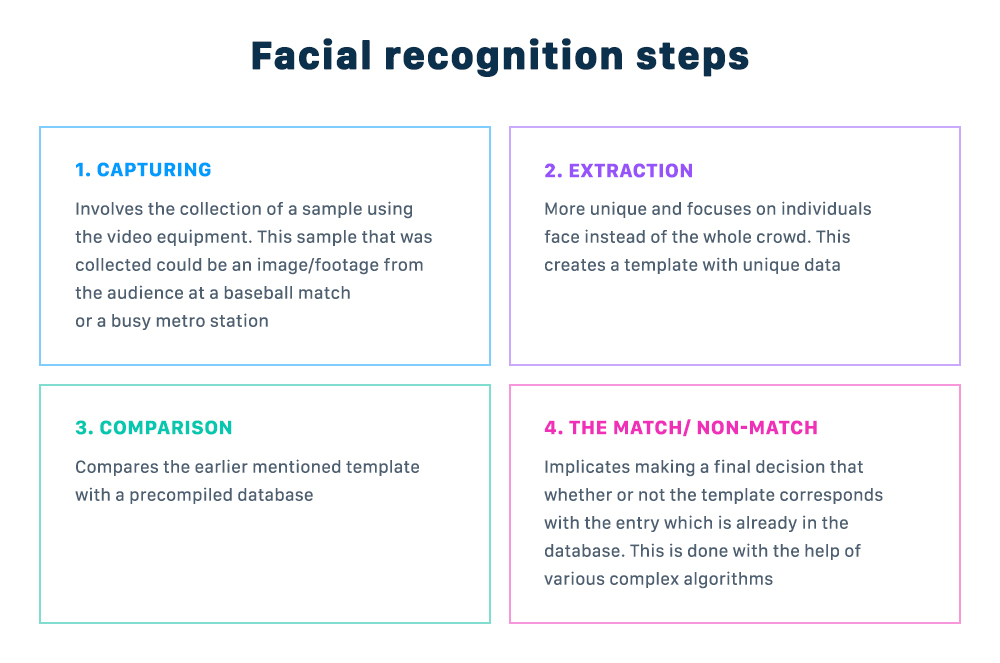 Facial recognition steps
1. CAPTURING
Involves the collection of a sample using
the video equipment. This sample that was
collected could be an image/footage from
the audience at a baseball match
or a busy metro station
2. EXTRACTION
More unique and focuses on individuals
face instead of the whole crowd. This
creates a template with unique data
3. COMPARISON
Compares the earlier mentioned template
with a precompiled database
4. THE MATCH/ NON-MATCH
Implicates making a final decision that
whether or not the template corresponds
with the entry which is already in the
database. This is done with the help of
various complex algorithms